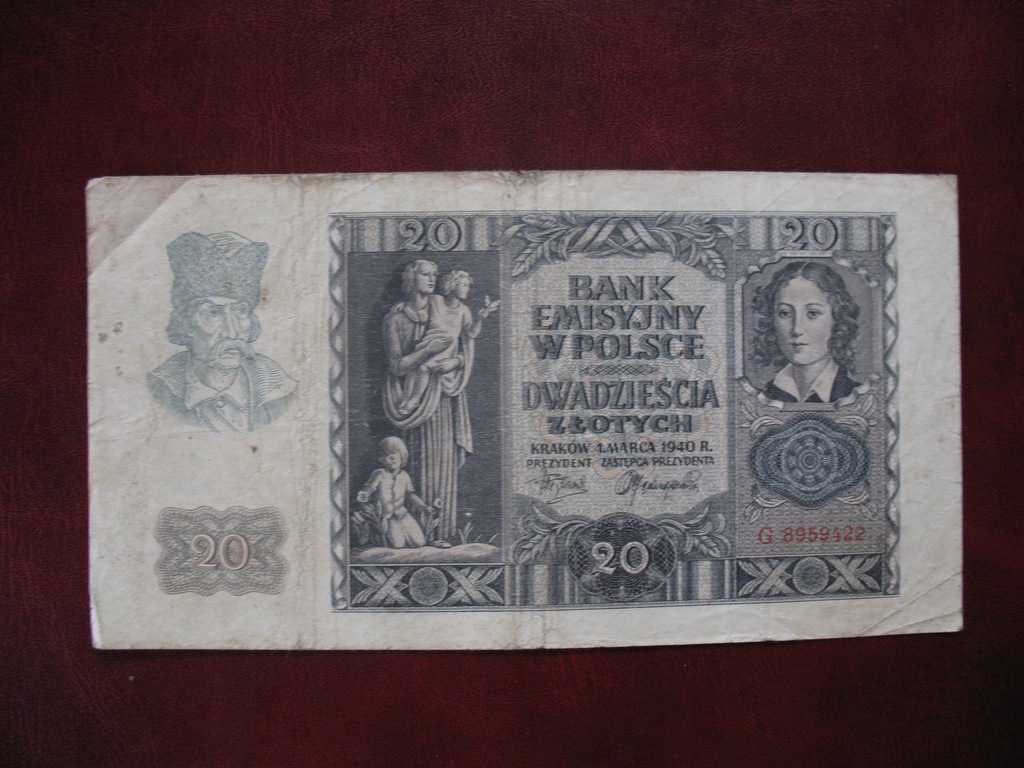 20
20
BANK
EMISYJNY
W POLSCE
DWADZIEŚCIA
ZŁOTYCH
KRAKÓW 1. MARCA 1940 R.
PREZYDENT ZASTĘPCA PREZYDENTA
G 8959422
20
20